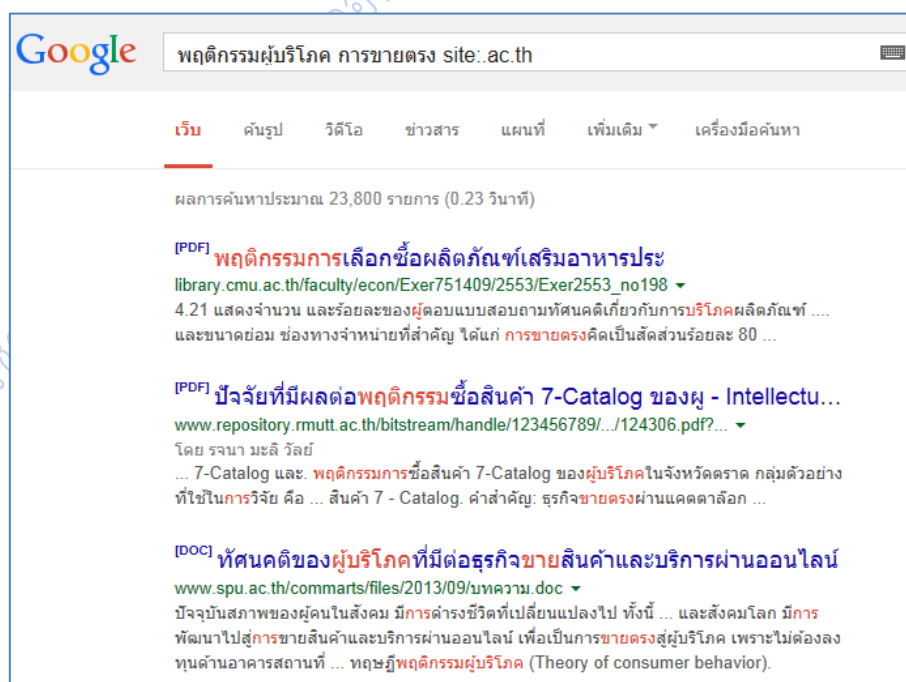 Google
พฤติกรรมผู้บริโภค การขายตรง site:.ac.th
เว็บ ค้นรูป วิดีโอ ข่าวสาร แผนที่ เพิ่มเติม เครื่องมือค้นหา
ผลการค้นหาประมาณ 23,800 รายการ (0.23 วินาที)
[PDF] พฤติกรรมการเลือกซื้อผลิตภัณฑ์เสริมอาหารประ
library.cmu.ac.th/faculty/econ/Exer751409/2553/Exer2553_no198
4.21 แสดงจำนวน และร้อยละของผู้ตอบแบบสอบถามทัศนคติเกี่ยวกับการบริโภคผลิตภัณฑ์ ....
และขนาดย่อม ช่องทางจำหน่ายที่สำคัญ ได้แก่ การขายตรงคิดเป็นสัดส่วนร้อยละ 80 ...
[PDF] ปัจจัยที่มีผลต่อพฤติกรรมซื้อสินค้า 7-Catalog ของผู - Intellectu...
www.repository.rmutt.ac.th/bitstream/handle/123456789/.../124306.pdf?...
โดย รจนา มะลิ วัลย์
... 7-Catalog และ. พฤติกรรมการซื้อสินค้า 7-Catalog ของผู้บริโภคในจังหวัดตราด กลุ่มตัวอย่าง
ที่ใช้ในการวิจัย คือ ... สินค้า 7 - Catalog. คำสำคัญ: ธุรกิจขายตรงผ่านแคตตาล็อก ...
[DOC] ทัศนคติของผู้บริโภคที่มีต่อธุรกิจขายสินค้าและบริการผ่านออนไลน์
www.spu.ac.th/commarts/files/2013/09/บทความ.doc
ปัจจุบันสภาพของผู้คนในสังคม มีการดำรงชีวิตที่เปลี่ยนแปลงไป ทั้งนี้ ... และสังคมโลก มีการ
พัฒนาไปสู่การขายสินค้าและบริการผ่านออนไลน์ เพื่อเป็นการขายตรงสู่ผู้บริโภค เพราะไม่ต้องลง
ทุนด้านอาคารสถานที่ ... ทฤษฎีพฤติกรรมผู้บริโภค (Theory of consumer behavior).